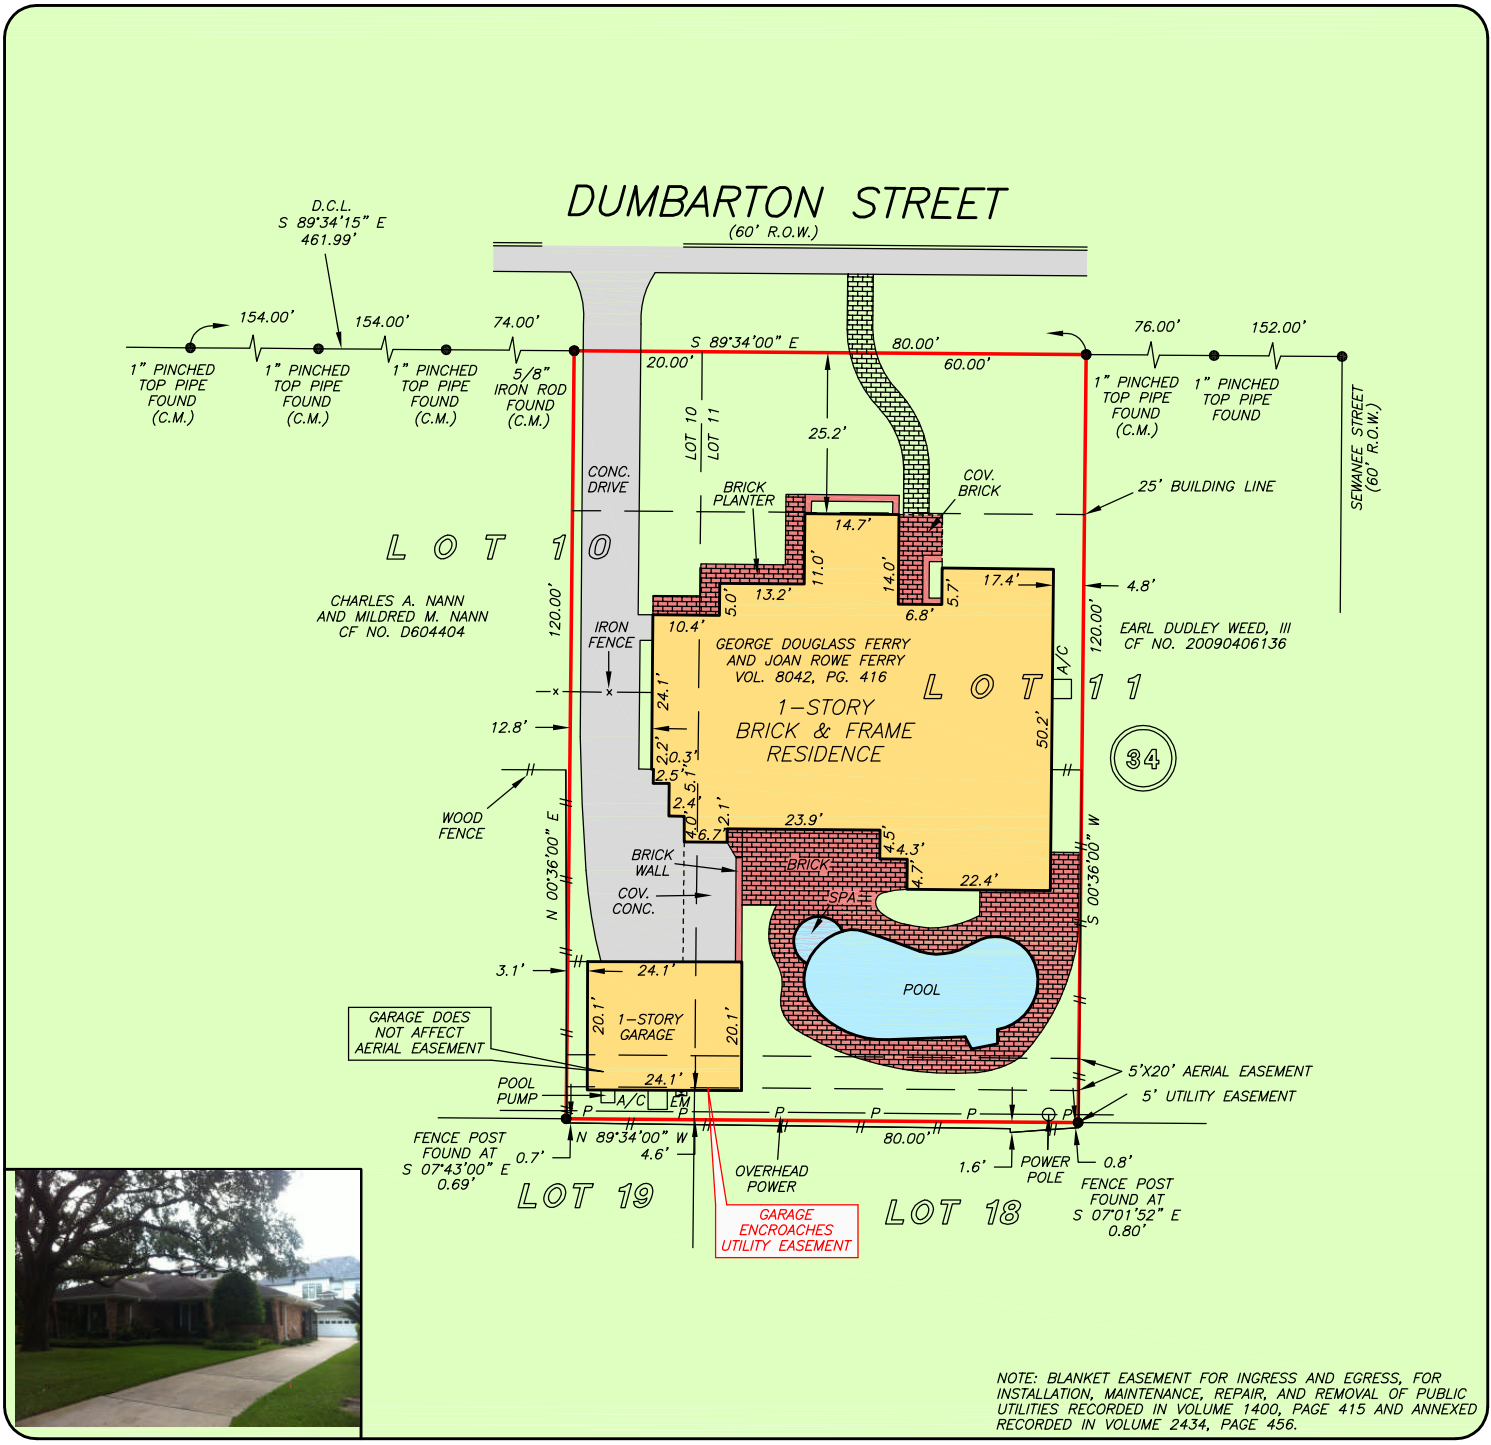 DUMBARTON STREET
(60' R.O.W.)
D.C.L.
S 89°34'15" E
461.99'
154.00'
154.00'
74.00'
S 89°34'00" E
80.00'
20.00'
60.00'
76.00'
152.00'
1" PINCHED
TOP PIPE
FOUND
(C.M.)
1" PINCHED
TOP PIPE
FOUND
(C.M.)
1" PINCHED
TOP PIPE
FOUND
(C.M.)
5/8"
IRON ROD
FOUND
(C.M.)
1" PINCHED
TOP PIPE
FOUND
(C.M.)
1" PINCHED
TOP PIPE
FOUND
SEWANEE STREET
(60' R.O.W.)
LOT 10
LOT 11
25.2'
CONC.
DRIVE
BRICK
PLANTER
COV.
BRICK
25' BUILDING LINE
14.7'
LOT 10
11.0'
14.0'
17.4'
4.8'
5.7'
13.2'
5.0'
6.8'
10.4'
CHARLES A. NANN
AND MILDRED M. NANN
CF NO. D604404
120.00'
IRON
FENCE
120.00'
EARL DUDLEY WEED, III
CF NO. 20090406136
GEORGE DOUGLASS FERRY
AND JOAN ROWE FERRY
VOL. 8042, PG. 416
A/C
LOT 11
24.1'
x
x
1-STORY
BRICK & FRAME
RESIDENCE
50.2'
12.8'
34
2.2'
0.3'
2.5'
5.1'
2.4'
4.0'
2.1'
6.7'
23.9'
4.5'
4.3'
4.7'
22.4'
WOOD
FENCE
N 00°36'00" E
S 00°36'00" W
BRICK
WALL
BRICK
COV.
CONC.
SPA
3.1'
24.1'
POOL
20.1'
20.1'
1-STORY
GARAGE
GARAGE DOES
NOT AFFECT
AERIAL EASEMENT
24.1'
5'X20' AERIAL EASEMENT
5' UTILITY EASEMENT
POOL
PUMP
A/C
EM
P
P
P
P
P
P
N 89°34'00" W
80.00'
FENCE POST
FOUND AT
S 07°43'00" E
0.69'
0.7'
4.6'
OVERHEAD
POWER
1.6'
POWER
POLE
0.8'
FENCE POST
FOUND AT
S 07°01'52" E
0.80'
LOT 19
LOT 18
GARAGE
ENCROACHES
UTILITY EASEMENT
NOTE: BLANKET EASEMENT FOR INGRESS AND EGRESS, FOR
INSTALLATION, MAINTENANCE, REPAIR, AND REMOVAL OF PUBLIC
UTILITIES RECORDED IN VOLUME 1400, PAGE 415 AND ANNEXED
RECORDED IN VOLUME 2434, PAGE 456.